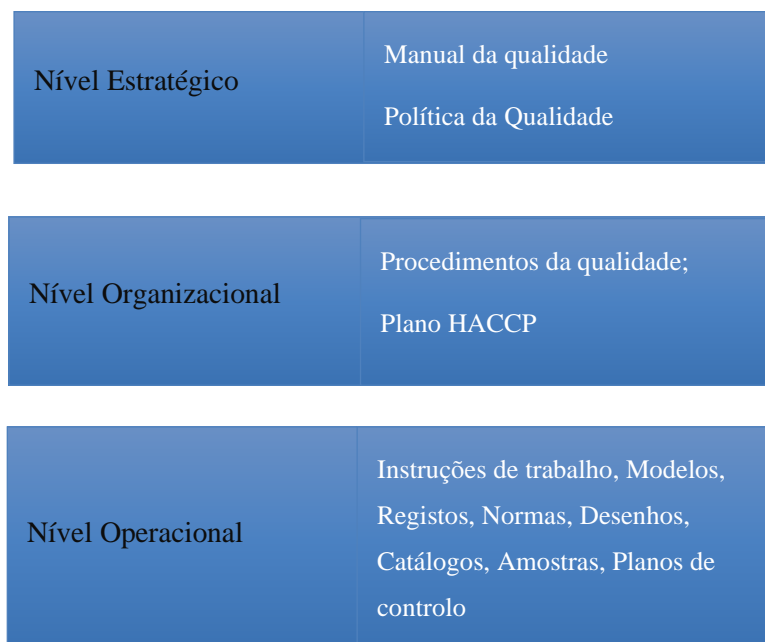 Nível Estratégico
Manual da qualidade
Política da Qualidade
Nível Organizacional
Procedimentos da qualidade;
Plano HACCP
Nível Operacional
Instruções de trabalho, Modelos,
Registos, Normas, Desenhos,
Catálogos, Amostras, Planos de
controlo